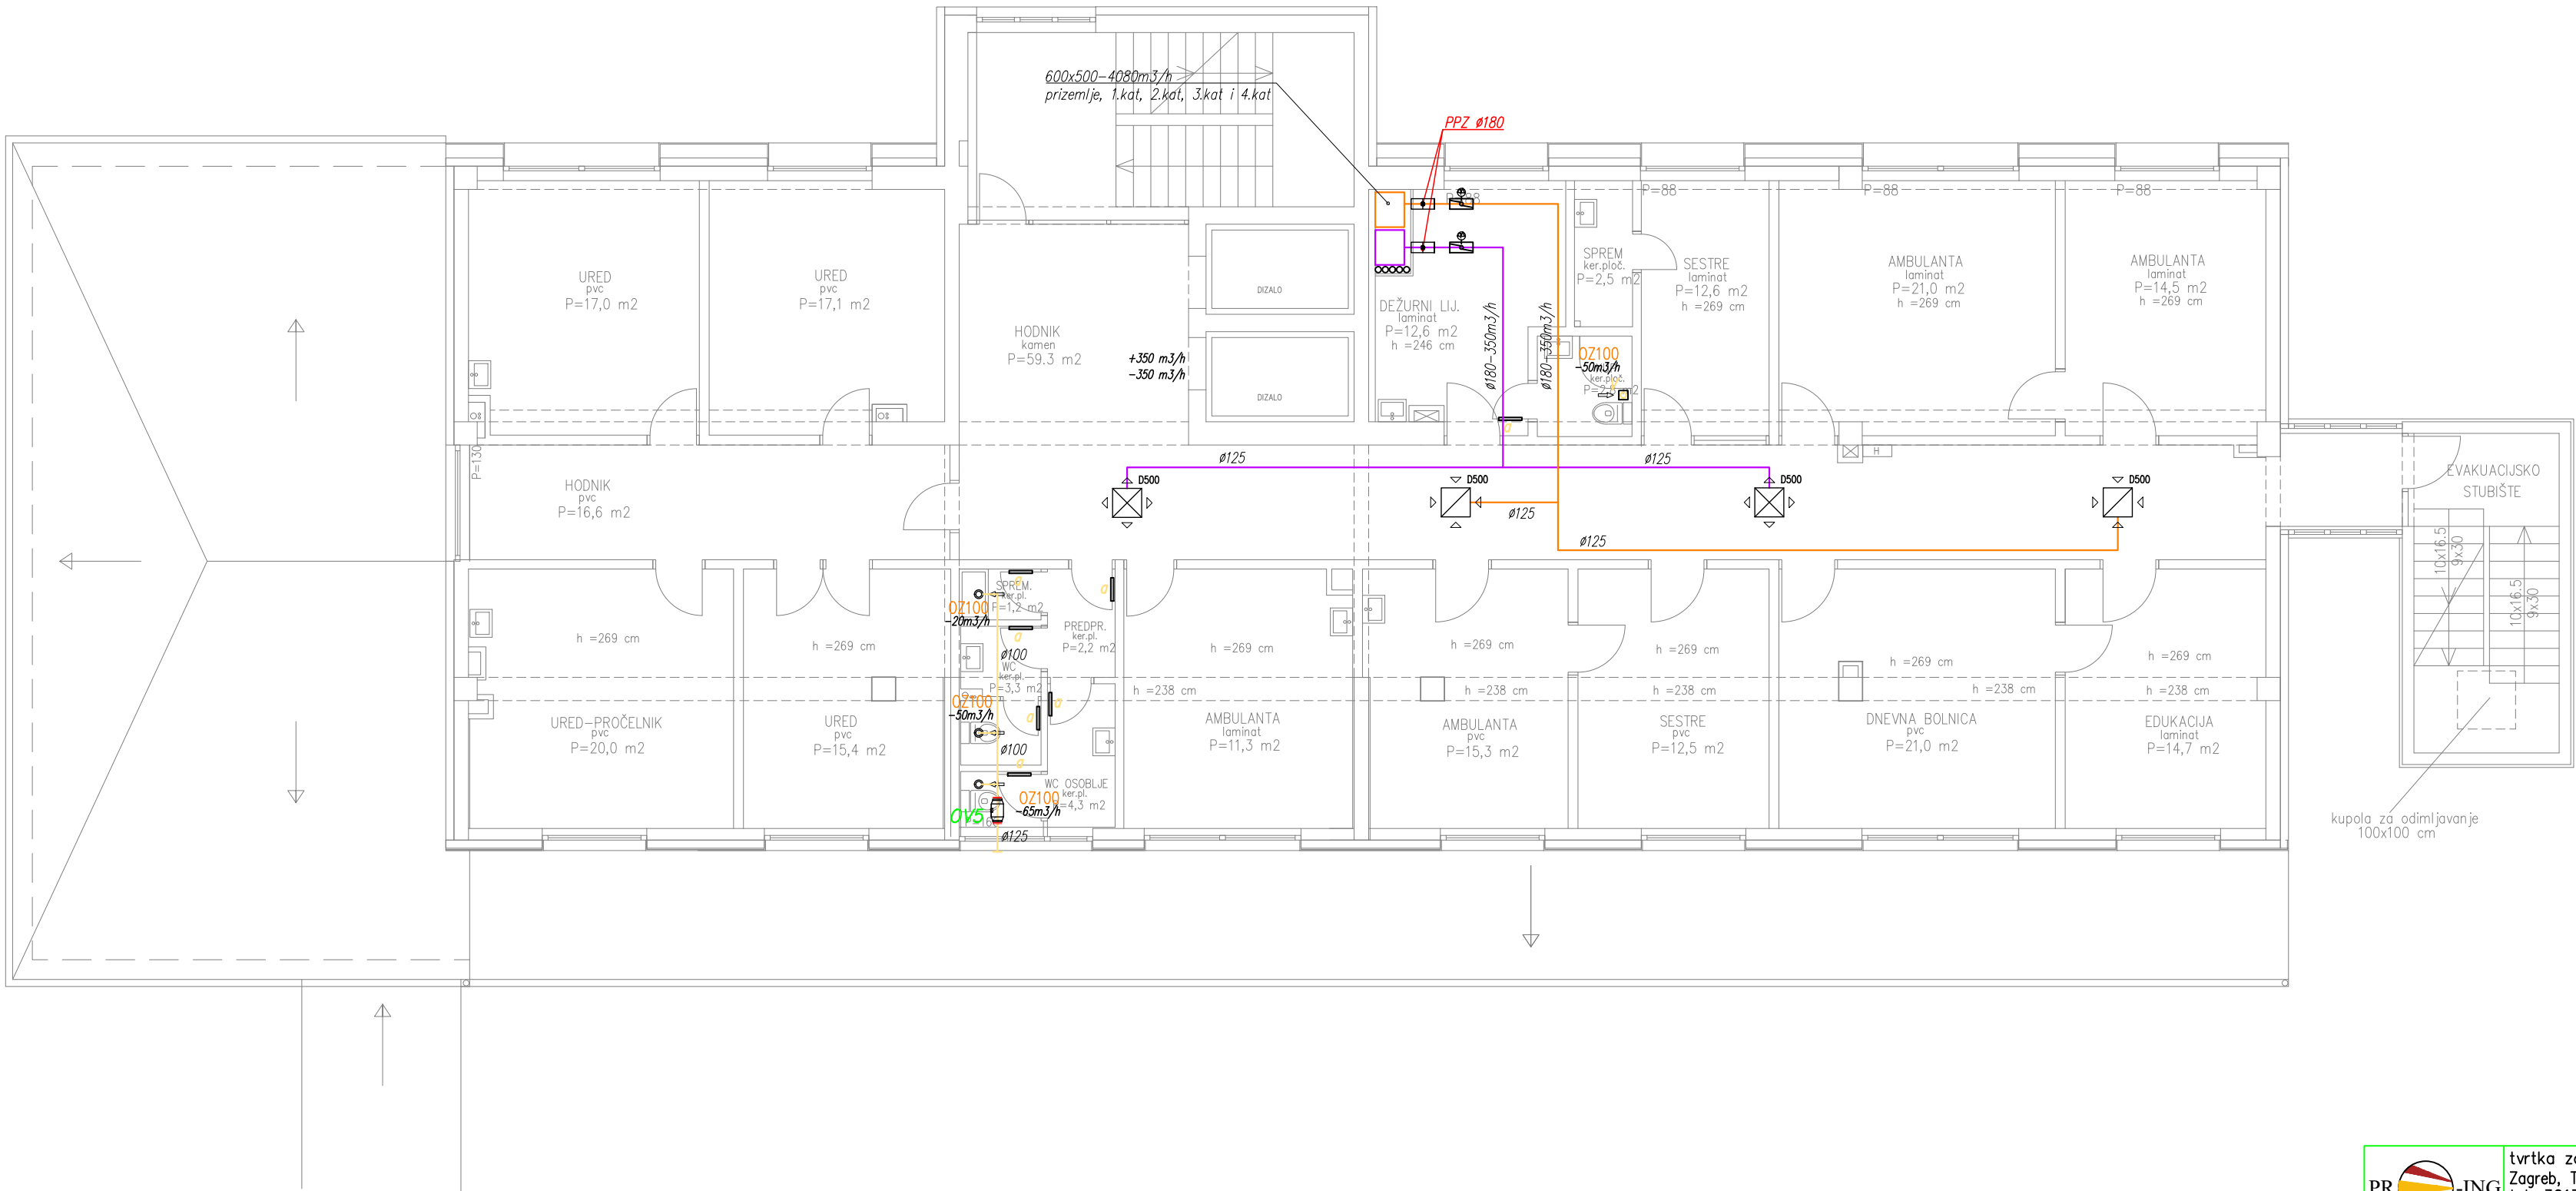 600x500-4080m3/h
prizemlje, 1.kat, 2.kat, 3.kat i 4.kat
PPZ ø180
P=88
P=88
P=88
URED
pvc
P=17,0 m2
URED
pvc
P=17,1 m2
HODNIK
kamen
P=59.3 m2
+350 m3/h
-350 m3/h
DIZALO
DIZALO
DEŽURNI LIJ.
laminat
P=12,6 m2
h =246 cm
ø180-350m3/h
ø180-350m3/h
SPREM
ker.ploč.
P=2,5 m2
SESTRE
laminat
P=12,6 m2
h =269 cm
AMBULANTA
laminat
P=21,0 m2
h =269 cm
AMBULANTA
laminat
P=14,5 m2
h =269 cm
OZ100
-50m3/h
ker.ploč.
a
P=130
HODNIK
pvc
P=16,6 m2
ø125
ø125
D500
D500
D500
D500
ø125
ø125
H
EVAKUACIJSKO
STUBIŠTE
10x16.5
9x30
10x16.5
9x30
kupola za odimljavanje
100x100 cm
h =269 cm
URED-PROČELNIK
pvc
P=20,0 m2
h =269 cm
URED
pvc
P=15,4 m2
SPREM.
ker.pl.
P=1,2 m2
a
a
OZ100
-20m3/h
a
PREDPR.
ker.pl.
P=2,2 m2
ø100
WC
ker.pl.
P=3,3 m2
OZ100
-50m3/h
a
a
ø100
a
WC OSOBLJE
ker.pl.
P=4,3 m2
OZ100
-65m3/h
OV5
ø125
h =269 cm
h =238 cm
AMBULANTA
laminat
P=11,3 m2
h =269 cm
h =238 cm
AMBULANTA
pvc
P=15,3 m2
h =269 cm
h =238 cm
SESTRE
pvc
P=12,5 m2
h =269 cm
h =238 cm
DNEVNA BOLNICA
pvc
P=21,0 m2
h =269 cm
h =238 cm
EDUKACIJA
laminat
P=14,7 m2
PR -ING
tvrtka
Zagreb,